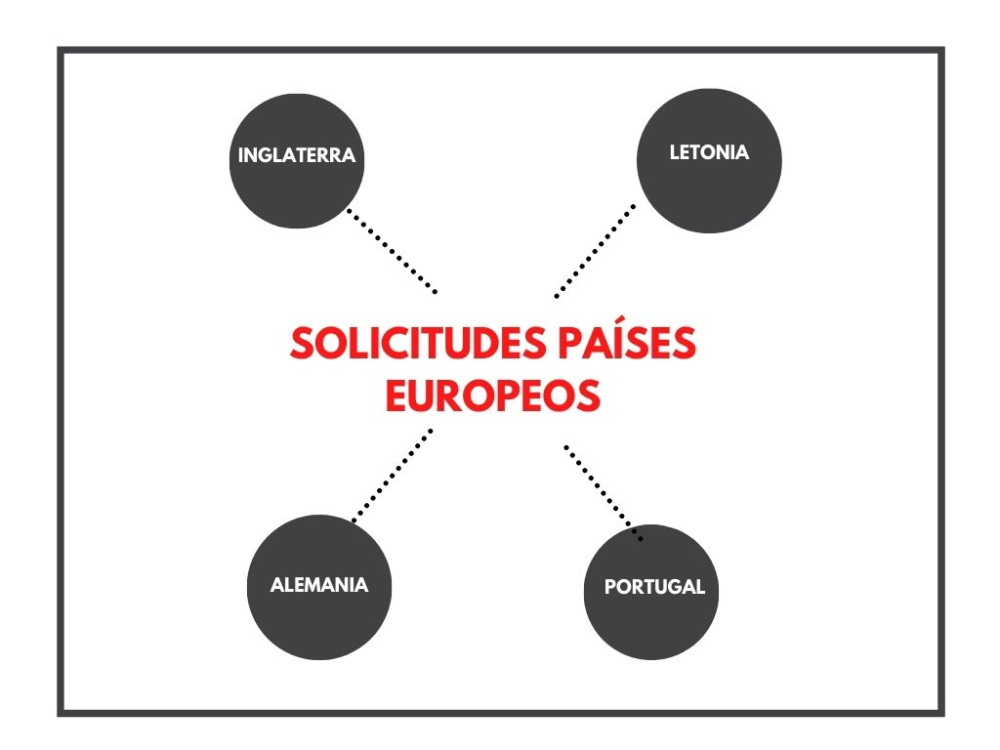 INGLATERRA
LETONIA
SOLICITUDES PAÍSES
EUROPEOS
ALEMANIA
PORTUGAL